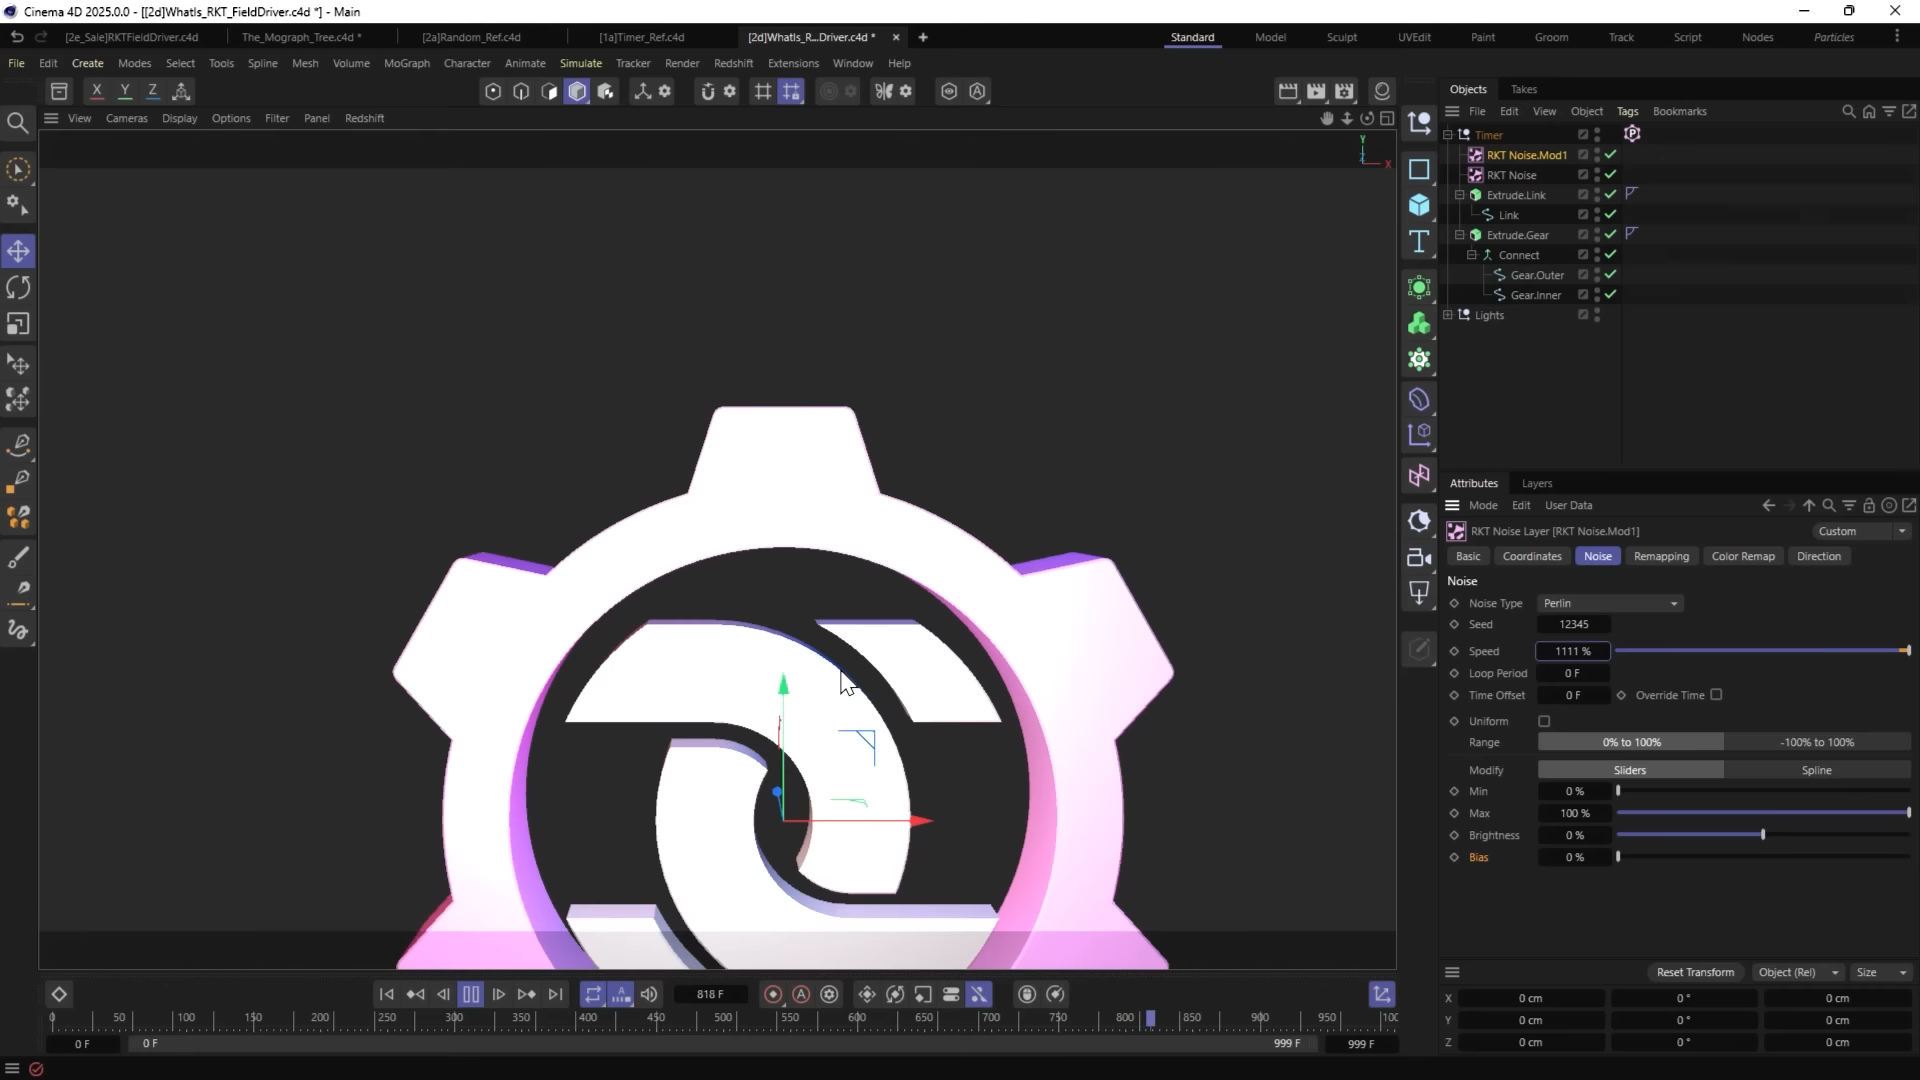 Cinema 4D 2025.0.0 - [[2d]WhatIs_RKT_FieldDriver.c4d *] - Main
[2e_Sale]RKTFieldDriver.c4d
The_Mograph_Tree.c4d *
[2a]Random_Ref.c4d
[1a]Timer_Ref.c4d
[2d]WhatIs_R...Driver.c4d *
Standard
Model
Sculpt
UVEdit
Paint
Groom
Track
Script
Nodes
Particles
File Edit Create Modes Select Tools Spline Mesh Volume MoGraph Character Animate Simulate Tracker Render Redshift Extensions Window Help
X Y Z
View Cameras Display Options Filter Panel Redshift
Y
Z
X
Objects Takes
File Edit View Object Tags Bookmarks
Timer
RKT Noise.Mod1
RKT Noise
Extrude.Link
Link
Extrude.Gear
Connect
Gear.Outer
Gear.Inner
Lights
Attributes Layers
Mode Edit User Data
RKT Noise Layer [RKT Noise.Mod1]
Custom
Basic Coordinates Noise Remapping Color Remap Direction
Noise
Noise Type Perlin
Seed 12345
Speed 1111 %
Loop Period 0 F
Time Offset 0 F Override Time
Uniform
Range 0% to 100% -100% to 100%
Modify Sliders Spline
Min 0 %
Max 100 %
Brightness 0 %
Bias 0 %
Reset Transform Object (Rel) Size
X 0 cm 0 ° 0 cm
Y 0 cm 0 ° 0 cm
Z 0 cm 0 ° 0 cm
818 F
0 50 100 150 200 250 300 350 400 450 500 550 600 650 700 750 800 850 900 950 100
0 F 0 F 999 F 999 F